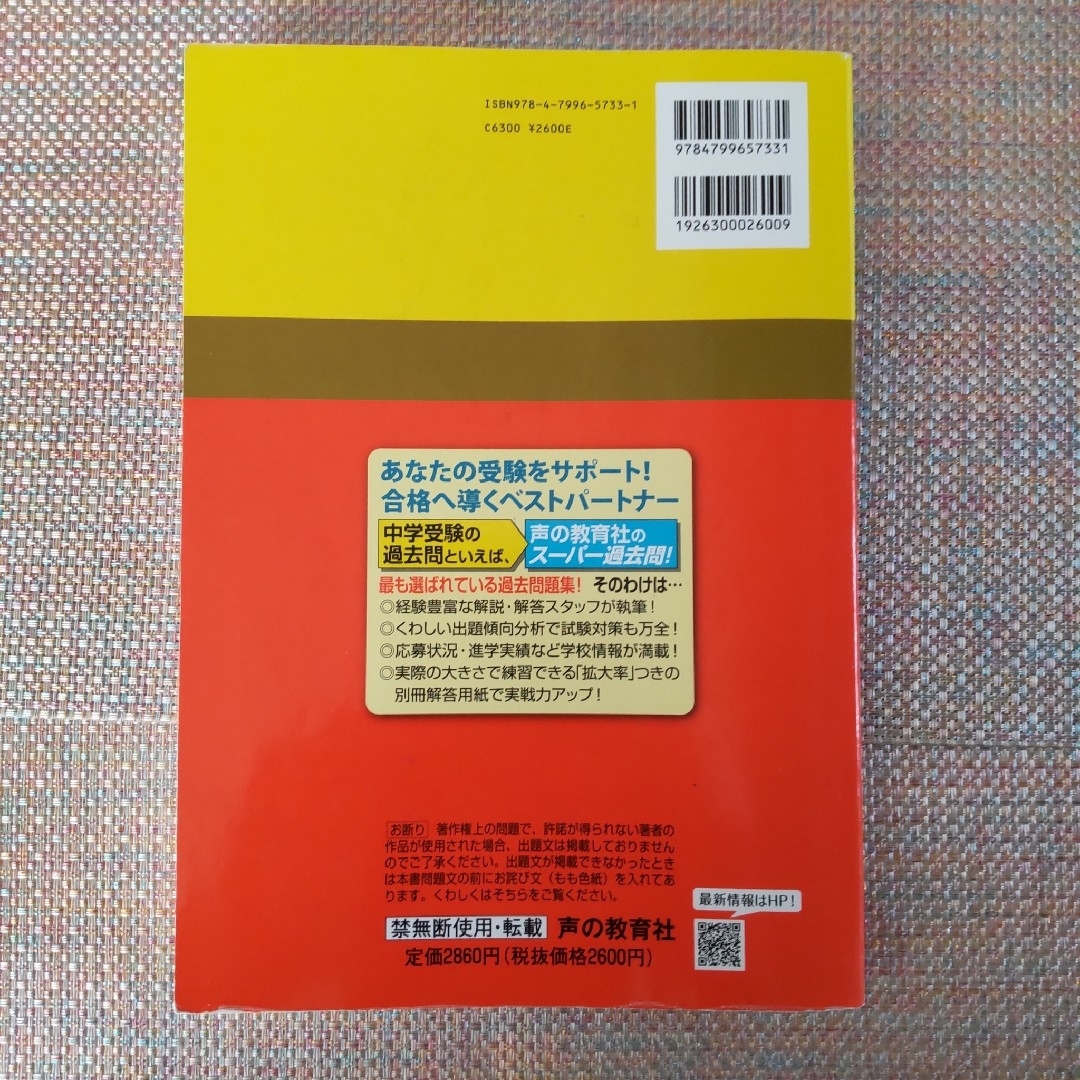 ISBN978-4-7996-5733-1
C6300 ¥2600E
9784799657331
1926300026009
あなたの受験をサポート!
合格へ導くベストパートナー
中学受験の
過去問といえば、
声の教育社の
スーパー過去問!
最も選ばれている過去問題集! そのわけは…
◎経験豊富な解説・解答スタッフが執筆!
◎くわしい出題傾向分析で試験対策も万全!
◎応募状況・進学実績など学校情報が満載!
◎実際の大きさで練習できる「拡大率」つきの
別冊解答用紙で実戦力アップ!
お断り 著作権上の問題で、許諾が得られない著者の
作品が使用された場合、出題文は掲載しておりません
のでご了承ください。出題文が掲載できなかったとき
は本書問題文の前にお詫び文(もも色紙)を入れてあ
ります。くわしくはそちらをご覧ください。
最新情報はHP!
禁無断使用・転載 声の教育社
定価2860円(税抜価格2600円)